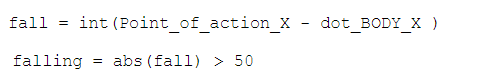 fall = int(Point_of_action_X - dot_BODY_X )
falling = abs(fall) > 50